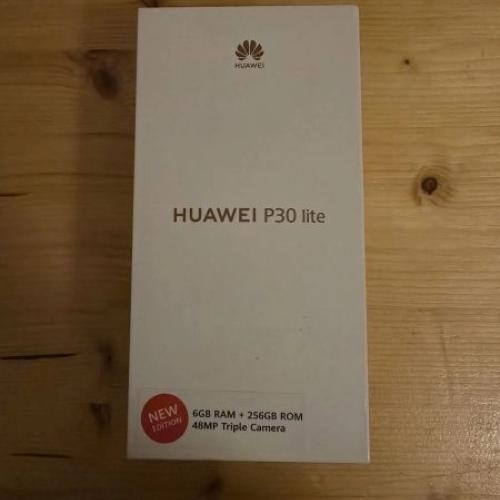 HUAWEI
HUAWEI P30 lite
NEW
EDITION
6GB RAM + 256GB ROM
48MP Triple Camera